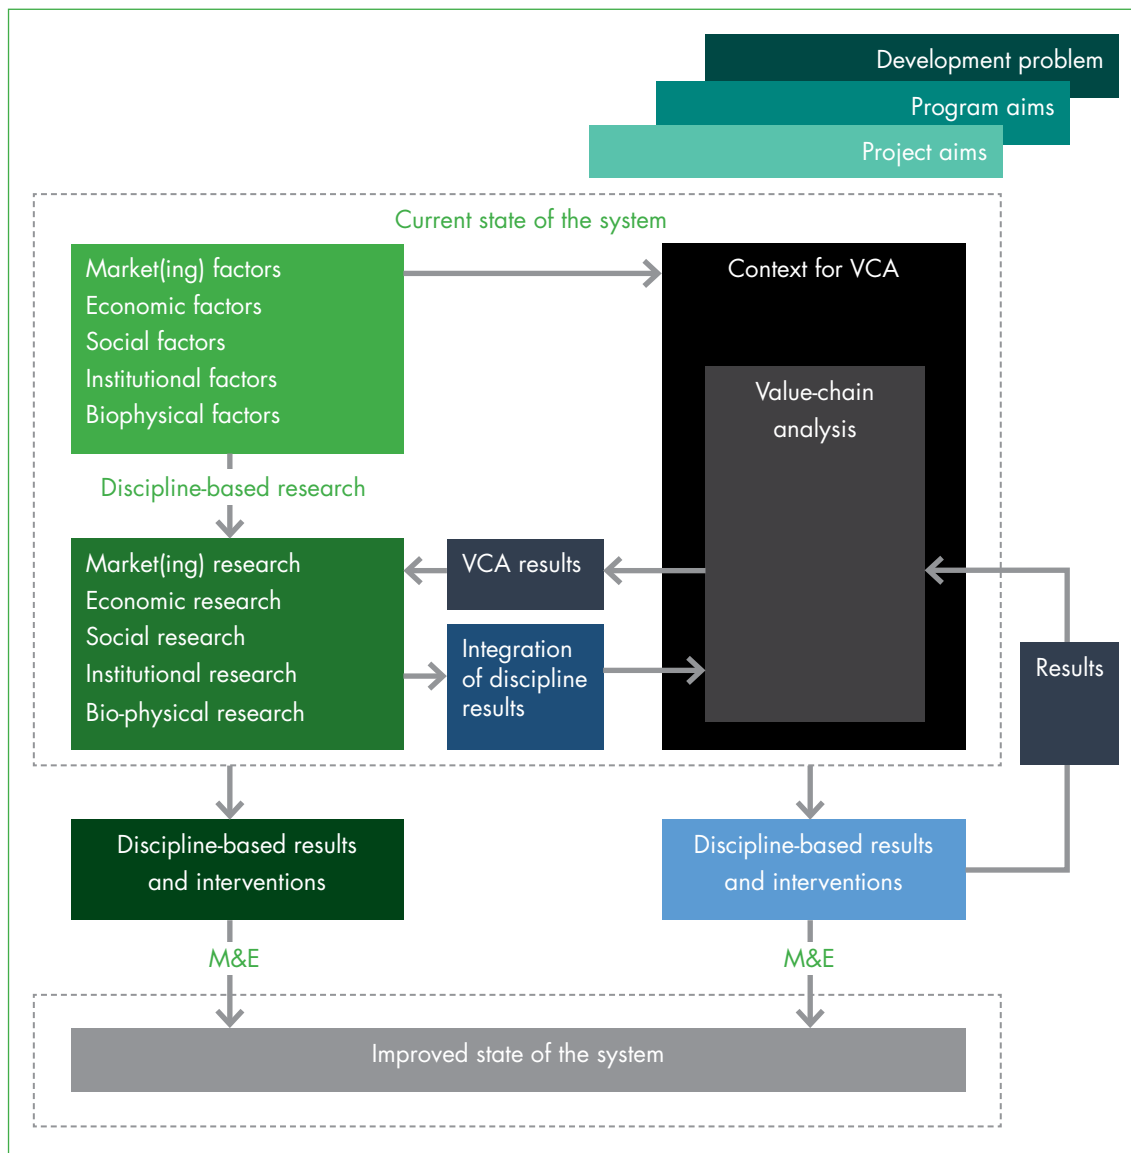 Development problem
Program aims
Project aims
Current state of the system
Market(ing) factors
Economic factors
Social factors
Institutional factors
Biophysical factors
Context for VCA
Value-chain
analysis
Discipline-based research
Market(ing) research
Economic research
Social research
Institutional research
Bio-physical research
VCA results
Integration
of discipline
results
Results
Discipline-based results
and interventions
Discipline-based results
and interventions
M&E
M&E
Improved state of the system